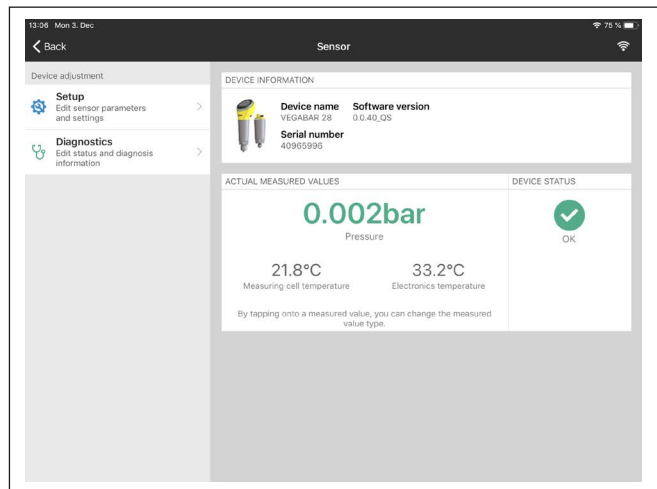 13:06 Mon 3. Dec
75 %
Back
Sensor
Device adjustment
Setup
Edit sensor parameters
and settings
Diagnostics
Edit status and diagnosis
information
DEVICE INFORMATION
Device name Software version
VEGABAR 28 0.0.40_QS
Serial number
40965996
ACTUAL MEASURED VALUES
DEVICE STATUS
0.002bar
Pressure
OK
21.8°C 33.2°C
Measuring cell temperature Electronics temperature
By tapping onto a measured value, you can change the measured
value type.